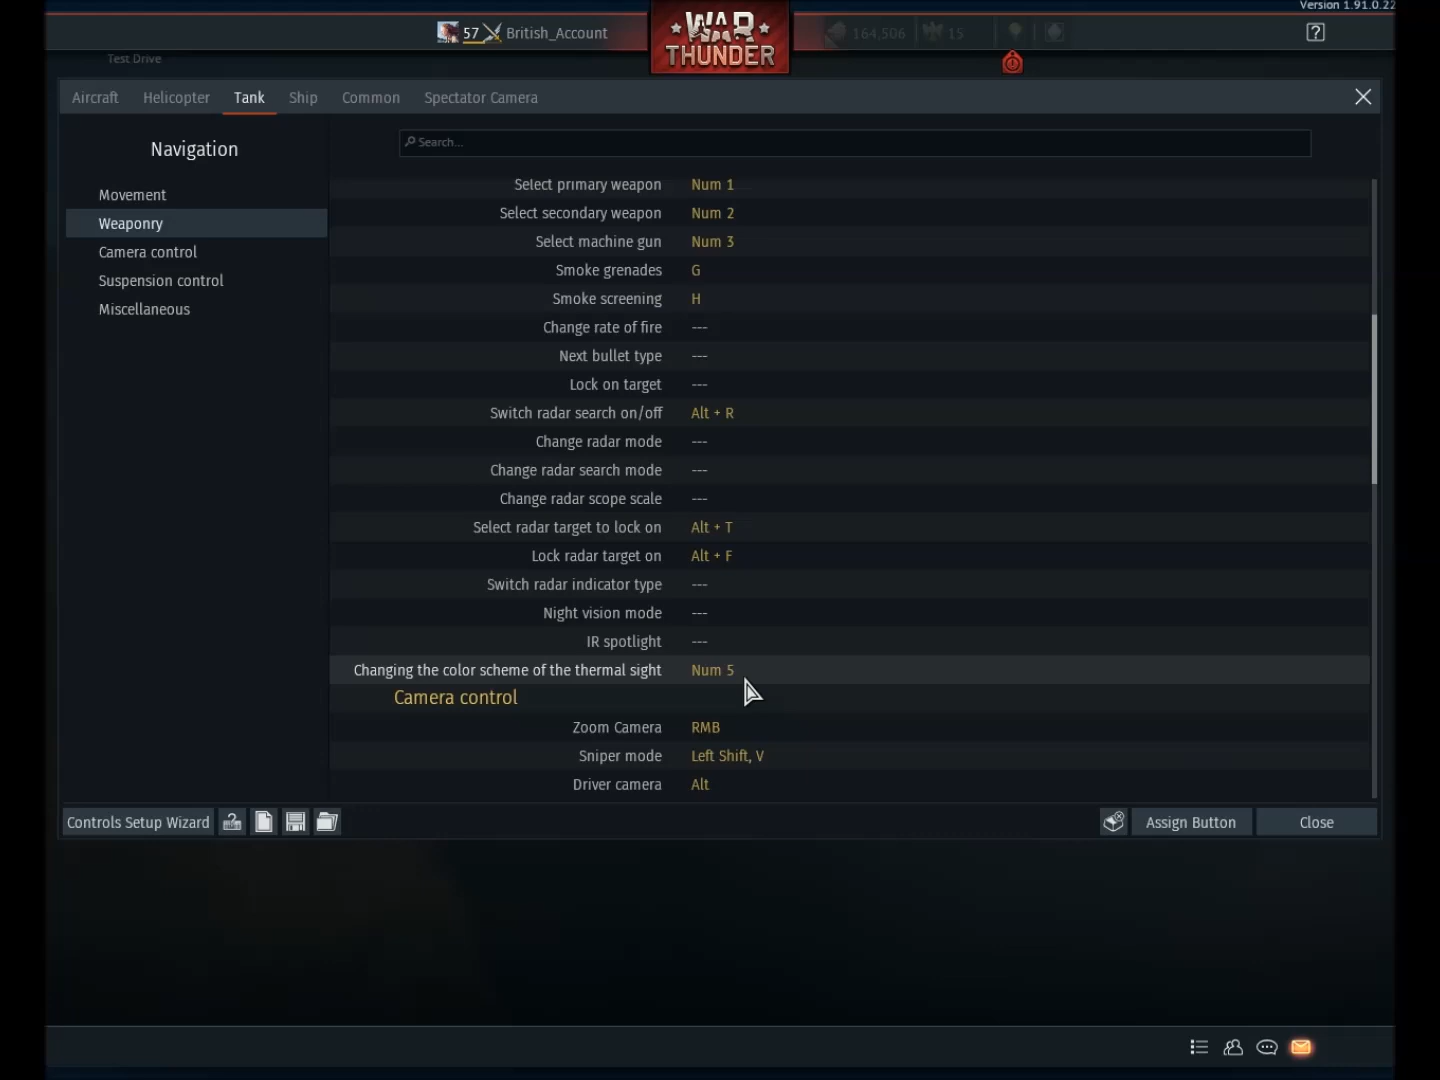 Version 1.91.0.22
57 British_Account
WAR
THUNDER
164,506
15
?
Test Drive
Aircraft Helicopter Tank Ship Common Spectator Camera
Navigation
Search...
Movement
Weaponry
Camera control
Suspension control
Miscellaneous
Select primary weapon Num 1
Select secondary weapon Num 2
Select machine gun Num 3
Smoke grenades G
Smoke screening H
Change rate of fire ---
Next bullet type ---
Lock on target ---
Switch radar search on/off Alt + R
Change radar mode ---
Change radar search mode ---
Change radar scope scale ---
Select radar target to lock on Alt + T
Lock radar target on Alt + F
Switch radar indicator type ---
Night vision mode ---
IR spotlight ---
Changing the color scheme of the thermal sight Num 5
Camera control
Zoom Camera RMB
Sniper mode Left Shift, V
Driver camera Alt
Controls Setup Wizard Assign Button Close